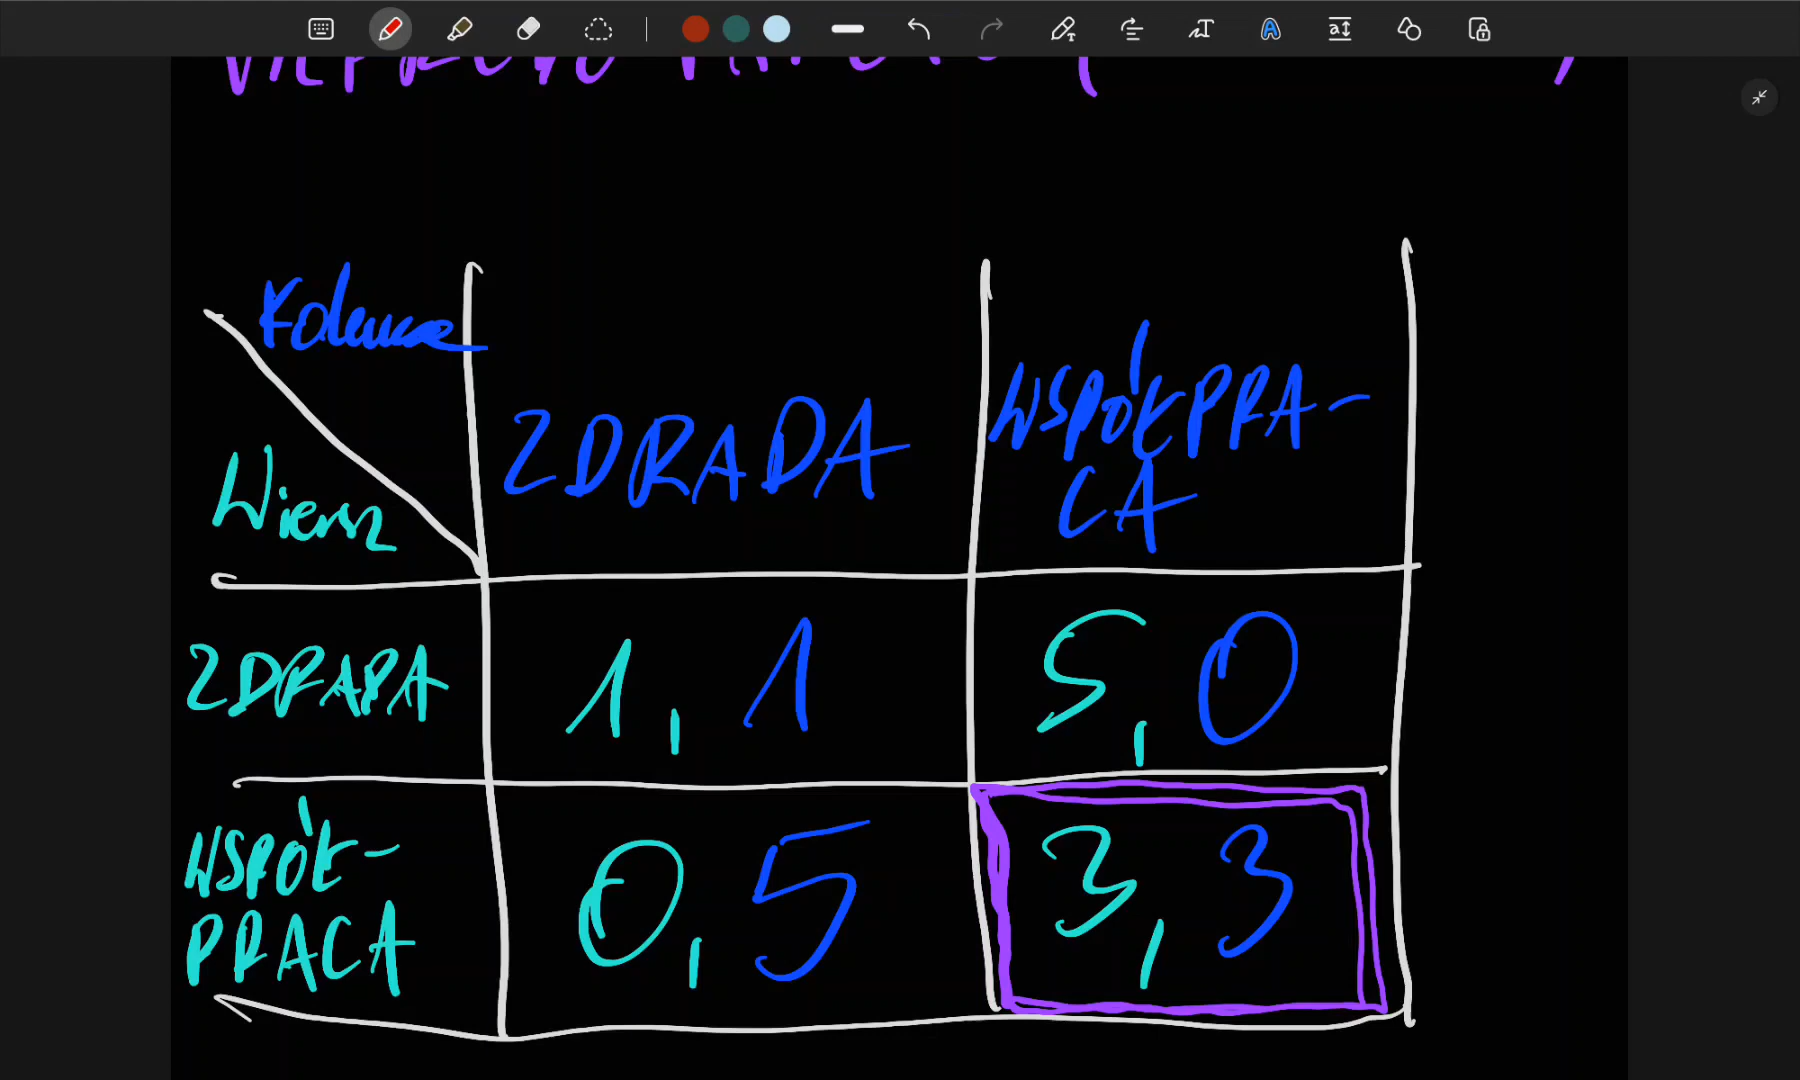 Kolumna
Wiersz
ZDRADA
WSPÓŁPRA-
CA
ZDRADA
1, 1
5, 0
WSPÓŁ-
PRACA
0, 5
3, 3